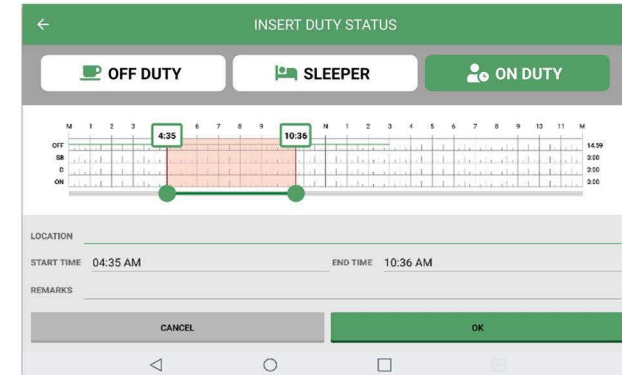 INSERT DUTY STATUS
OFF DUTY SLEEPER ON DUTY
M 1 2 3 6 7 8 9 N 1 2 3 4 5 6 7 8 9 10 11 M
4:35 10:36
OFF 14.59
SB 3:00
D 3:00
ON 3:00
LOCATION
START TIME 04:35 AM END TIME 10:36 AM
REMARKS
CANCEL OK